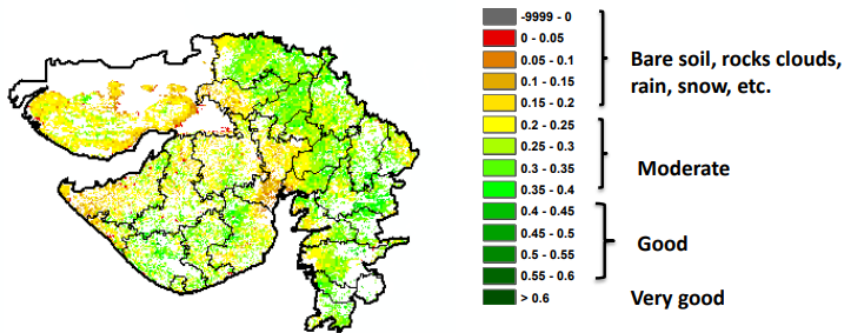 -9999 - 0
0 - 0.05
0.05 - 0.1
0.1 - 0.15
0.15 - 0.2
0.2 - 0.25
0.25 - 0.3
0.3 - 0.35
0.35 - 0.4
0.4 - 0.45
0.45 - 0.5
0.5 - 0.55
0.55 - 0.6
> 0.6
Bare soil, rocks clouds,
rain, snow, etc.
Moderate
Good
Very good